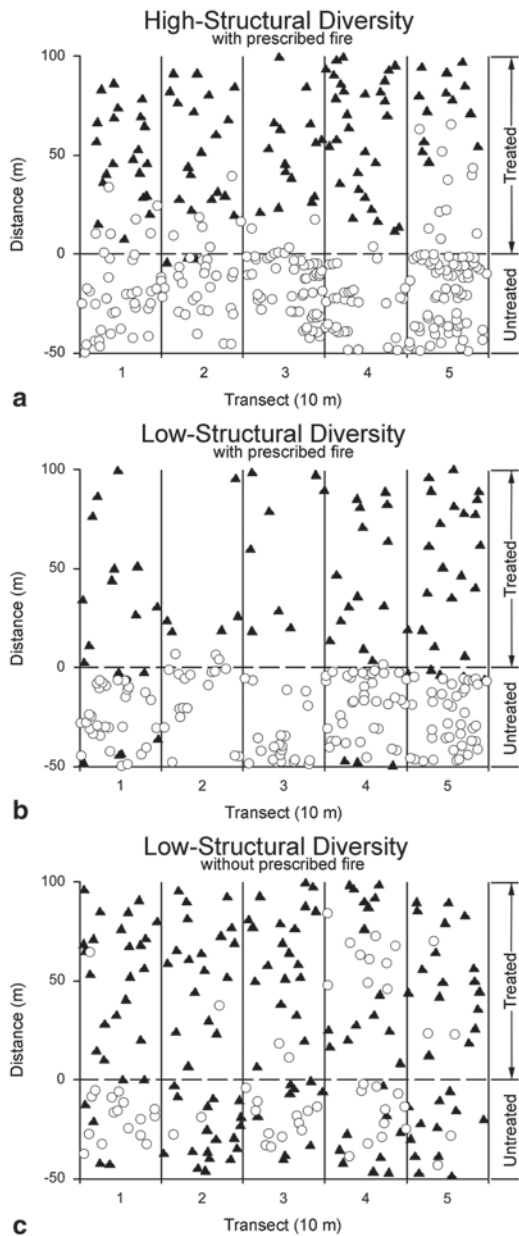 High-Structural Diversity
with prescribed fire
100
50
0
-50
Distance (m)
Treated
Untreated
1 2 3 4 5
Transect (10 m)
a
Low-Structural Diversity
with prescribed fire
100
50
0
-50
Distance (m)
Treated
Untreated
1 2 3 4 5
Transect (10 m)
b
Low-Structural Diversity
without prescribed fire
100
50
0
-50
Distance (m)
Treated
Untreated
1 2 3 4 5
Transect (10 m)
c